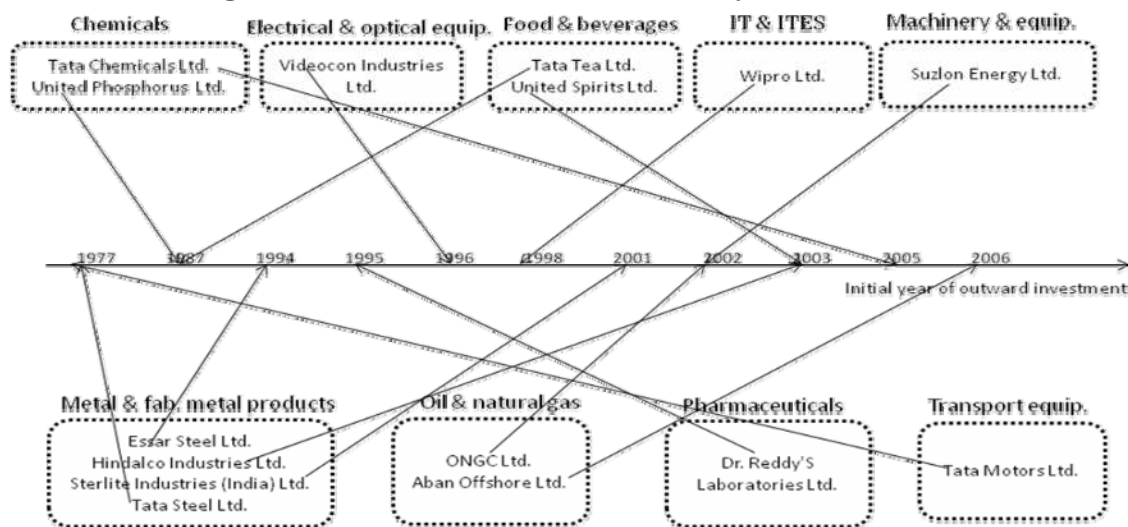 Chemicals
Electrical & optical equip.
Food & beverages
IT & ITES
Machinery & equip.
Tata Chemicals Ltd.
United Phosphorus Ltd.
Videocon Industries
Ltd.
Tata Tea Ltd.
United Spirits Ltd.
Wipro Ltd.
Suzlon Energy Ltd.
1977 1987 1994 1995 1996 1998 2001 2002 2003 2005 2006
Initial year of outward investment
Metal & fab. metal products
Oil & natural gas
Pharmaceuticals
Transport equip.
Essar Steel Ltd.
Hindalco Industries Ltd.
Sterlite Industries (India) Ltd.
Tata Steel Ltd.
ONGC Ltd.
Aban Offshore Ltd.
Dr. Reddy'S
Laboratories Ltd.
Tata Motors Ltd.